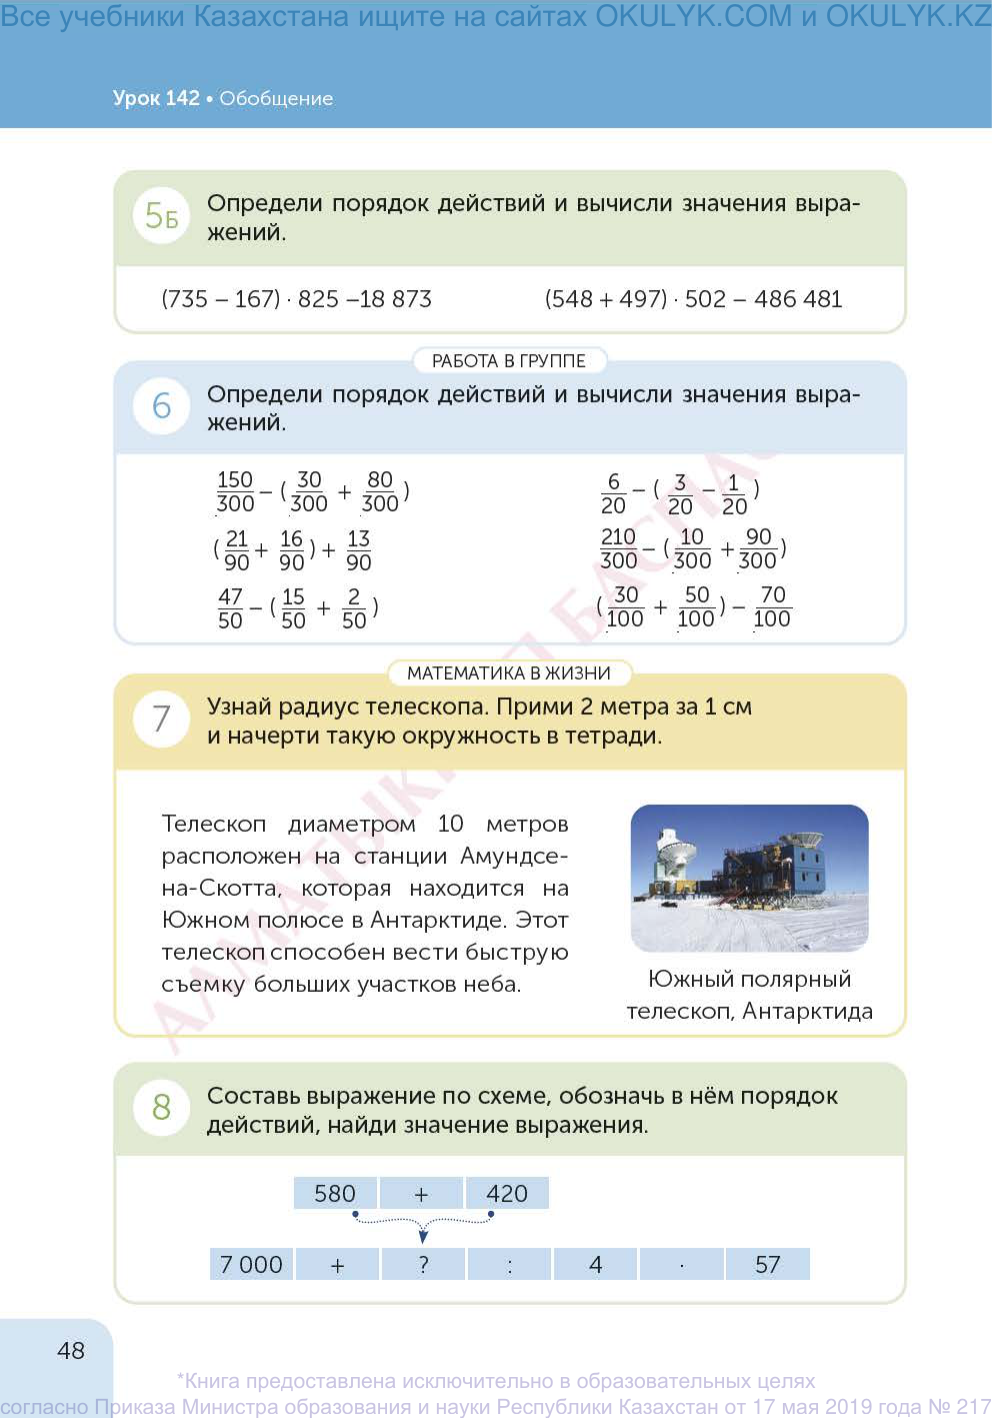 Все учебники Казахстана ищите на сайтах OKULYK.COM и OKULYK.KZ
Урок 142 • Обобщение
5Б
Определи порядок действий и вычисли значения выра-
жений.
(735 – 167) · 825 –18 873
(548 + 497) · 502 – 486 481
РАБОТА В ГРУППЕ
6
Определи порядок действий и вычисли значения выра-
жений.
150/300 – ( 30/300 + 80/300 )
6/20 – ( 3/20 – 1/20 )
( 21/90 + 16/90 ) + 13/90
210/300 – ( 10/300 + 90/300 )
47/50 – ( 15/50 + 2/50 )
( 30/100 + 50/100 ) – 70/100
МАТЕМАТИКА В ЖИЗНИ
7
Узнай радиус телескопа. Прими 2 метра за 1 см
и начерти такую окружность в тетради.
Телескоп диаметром 10 метров
расположен на станции Амундсе-
на-Скотта, которая находится на
Южном полюсе в Антарктиде. Этот
телескоп способен вести быструю
съемку больших участков неба.
Южный полярный
телескоп, Антарктида
8
Составь выражение по схеме, обозначь в нём порядок
действий, найди значение выражения.
580 + 420
7 000 + ? : 4 · 57
48
*Книга предоставлена исключительно в образовательных целях
согласно Приказа Министра образования и науки Республики Казахстан от 17 мая 2019 года № 217